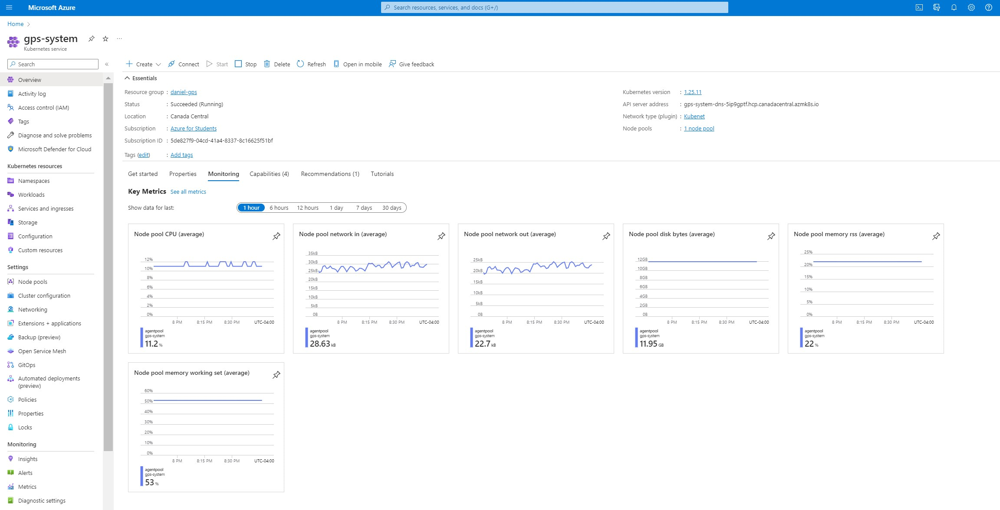 Microsoft Azure
Search resources, services, and docs (G+/)
Home
gps-system
Kubernetes service
Search
Create
Connect
Start
Stop
Delete
Refresh
Open in mobile
Give feedback
Overview
Activity log
Access control (IAM)
Tags
Diagnose and solve problems
Microsoft Defender for Cloud
Kubernetes resources
Namespaces
Workloads
Services and ingresses
Storage
Configuration
Custom resources
Settings
Node pools
Cluster configuration
Networking
Extensions + applications
Backup (preview)
Open Service Mesh
GitOps
Automated deployments
(preview)
Policies
Properties
Locks
Monitoring
Insights
Alerts
Metrics
Diagnostic settings
Essentials
Resource group : daniel-gps
Status : Succeeded (Running)
Location : Canada Central
Subscription : Azure for Students
Subscription ID : 5de827f9-04cd-41a4-8337-8c16625f51bf
Tags (edit) : Add tags
Kubernetes version : 1.25.11
API server address : gps-system-dns-5ip9gptf.hcp.canadacentral.azmk8s.io
Network type (plugin) : Kubenet
Node pools : 1 node pool
Get started
Properties
Monitoring
Capabilities (4)
Recommendations (1)
Tutorials
Key Metrics See all metrics
Show data for last: 1 hour 6 hours 12 hours 1 day 7 days 30 days
Node pool CPU (average)
12%
10%
8%
6%
4%
2%
0%
8 PM 8:15 PM 8:30 PM UTC-04:00
agentpool
gps-system
11.2 %
Node pool network in (average)
35kB
30kB
25kB
20kB
15kB
10kB
5kB
0B
8 PM 8:15 PM 8:30 PM UTC-04:00
agentpool
gps-system
28.63 kB
Node pool network out (average)
25kB
20kB
15kB
10kB
5kB
0B
8 PM 8:15 PM 8:30 PM UTC-04:00
agentpool
gps-system
22.7 kB
Node pool disk bytes (average)
12GB
10GB
8GB
6GB
4GB
2GB
0B
8 PM 8:15 PM 8:30 PM UTC-04:00
agentpool
gps-system
11.95 GB
Node pool memory rss (average)
25%
20%
15%
10%
5%
0%
8 PM 8:15 PM 8:30 PM UTC-04:00
agentpool
gps-system
22 %
Node pool memory working set (average)
60%
50%
40%
30%
20%
10%
0%
8 PM 8:15 PM 8:30 PM UTC-04:00
agentpool
gps-system
53 %